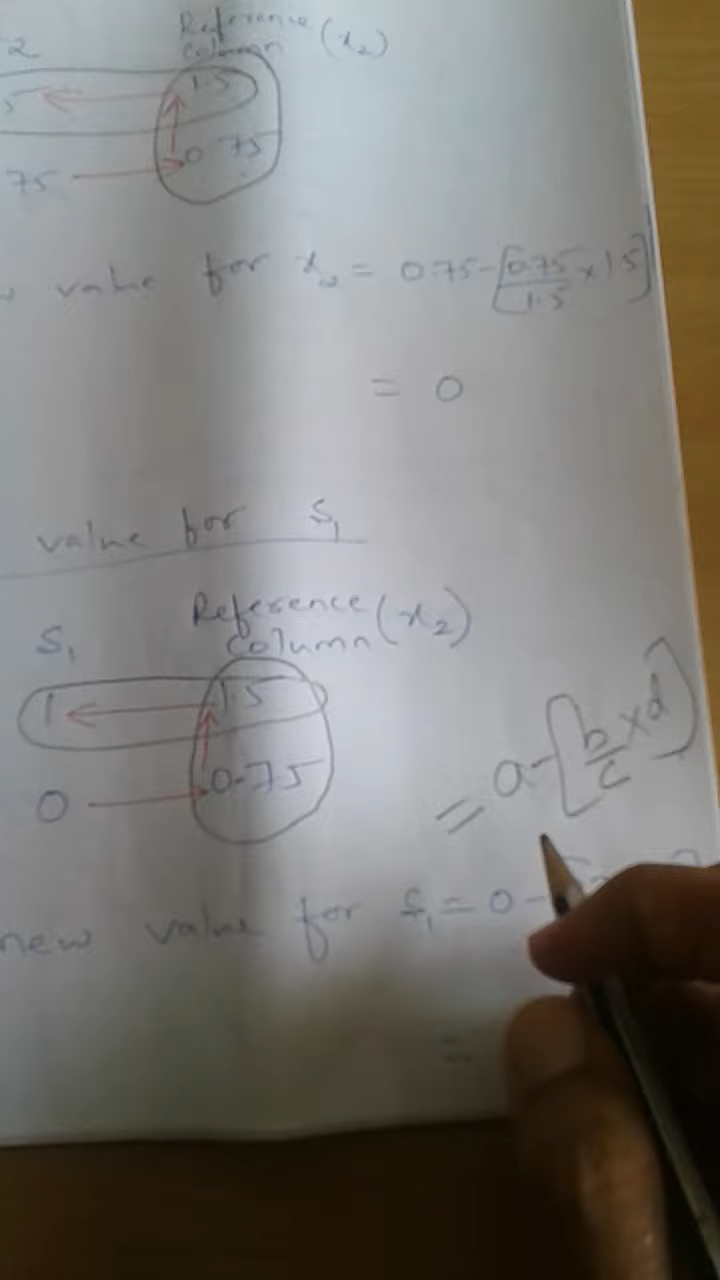 2 Reference (x₂)
column
5 1.5
75 0.75
value for x₂ = 0.75 - [0.75/1.5 × 1.5]
= 0
value for S₁
S₁ Reference (x₂)
column
1 1.5
0 0.75
= a - [b/c × d]
new value for S₁ = 0 -
=